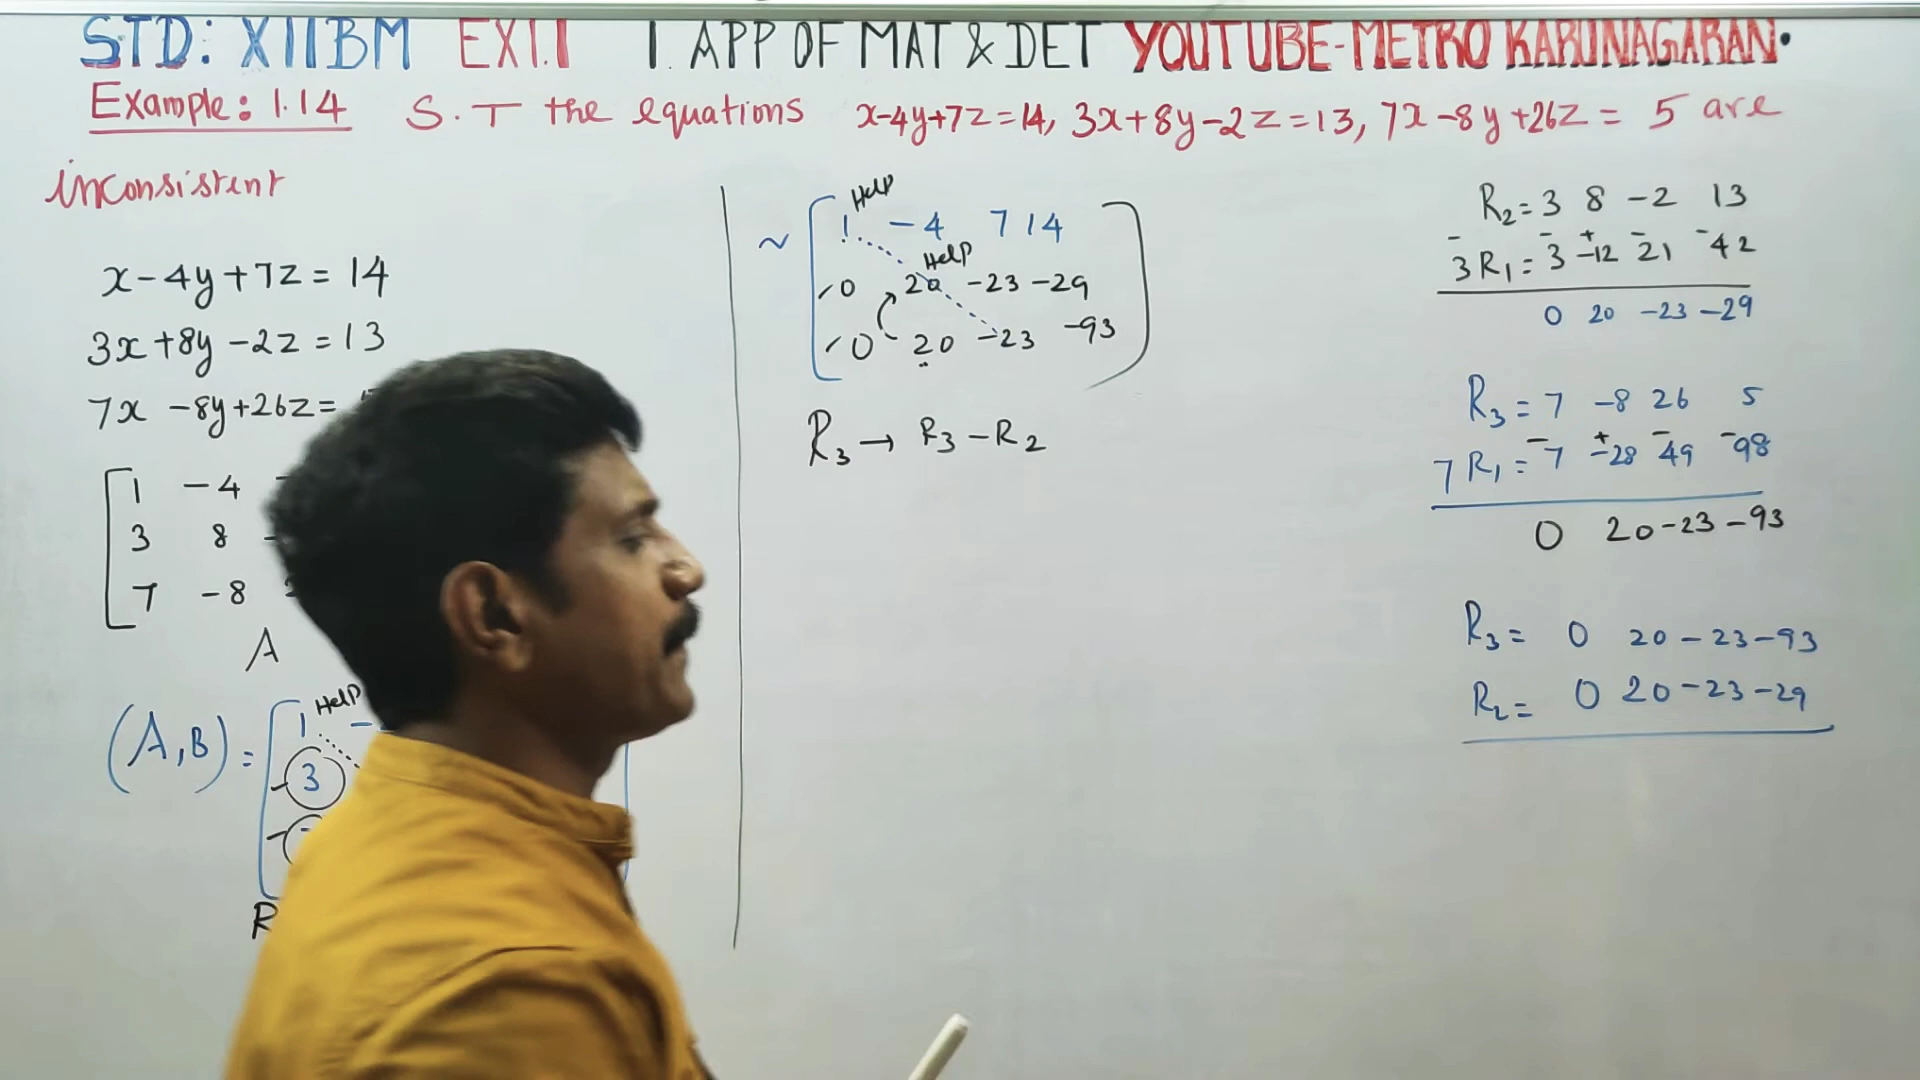 STD: XII BM EX 1.1 1. APP OF MAT & DET YOUTUBE-METRO KARUNAGARAN.
Example: 1.14 S.T the equations x-4y+7z=14, 3x+8y-2z=13, 7x-8y+26z= 5 are
inconsistent
x-4y+7z=14
3x+8y-2z=13
7x -8y+26z=
1 -4
3 8
7 -8
A
Help
(A,B) = 1 -
3
R
Help
~ 1 -4 7 14
Help
0 20 -23 -29
0 20 -23 -93
R3 → R3-R2
R2= 3 8 -2 13
- - + - -
3R1= 3 -12 21 42
0 20 -23 -29
R3 = 7 -8 26 5
- + - -
7R1= 7 -28 49 98
0 20 -23 -93
R3= 0 20 -23 -93
R2= 0 20 -23 -29